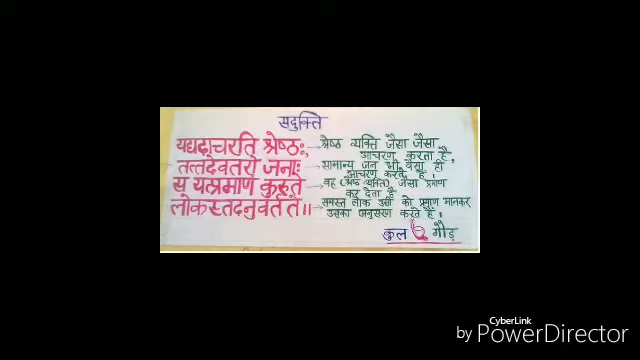 सदुक्ति
यद्यदाचरति श्रेष्ठः, → श्रेष्ठ व्यक्ति जैसा जैसा
आचरण करता है,
तत्तदेवेतरो जनाः → सामान्य जन भी वैसा ही
आचरण करते हैं।
स यत्प्रमाणं कुरुते → वह (श्रेष्ठ व्यक्ति) जैसा प्रमाण
कर देता है
लोकस्तदनुवर्तते॥ → समस्त लोक उसी को प्रमाण मानकर
उसका अनुसरण करते हैं।
कुल गौड़
CyberLink
by PowerDirector